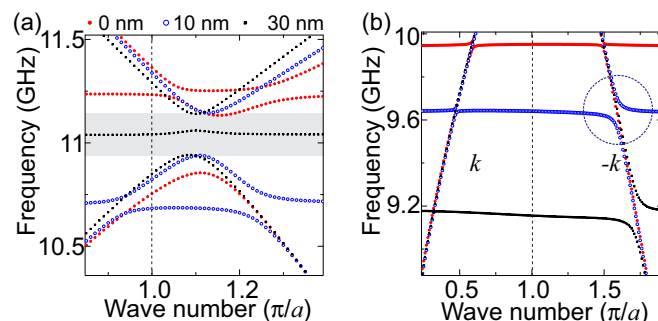 (a) • 0 nm ○ 10 nm • 30 nm
11.5
11
10.5
Frequency (GHz)
1.0 1.2
Wave number (π/a)
(b)
10
9.6
9.2
Frequency (GHz)
k -k
0.5 1.0 1.5
Wave number (π/a)